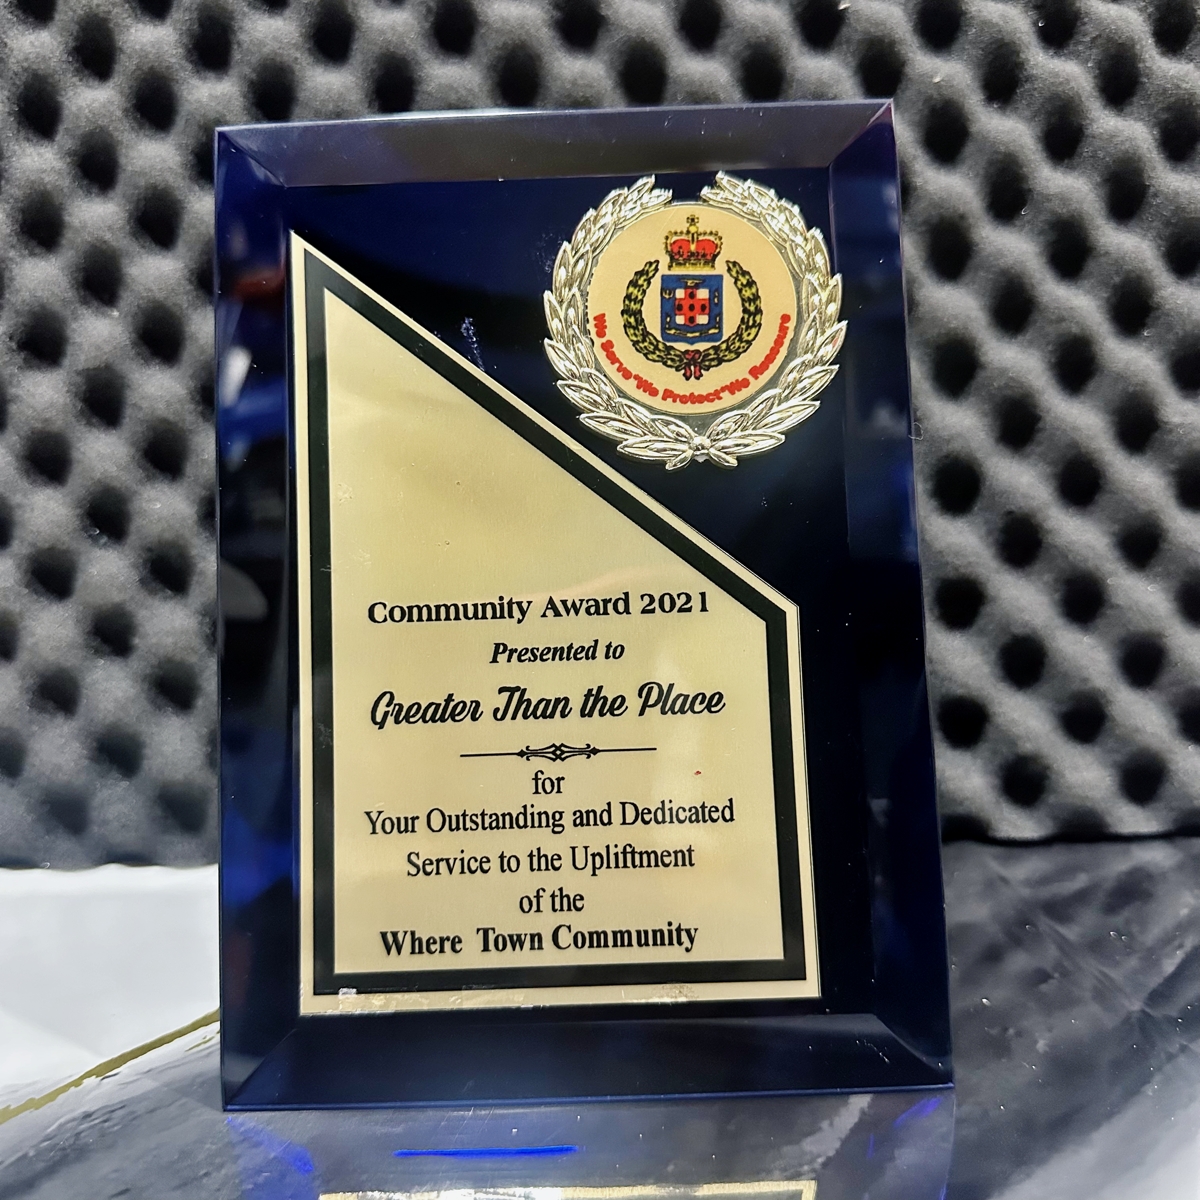 We Serve*We Protect*We Reassure
Community Award 2021
Presented to
Greater Than the Place
for
Your Outstanding and Dedicated
Service to the Upliftment
of the
Where Town Community